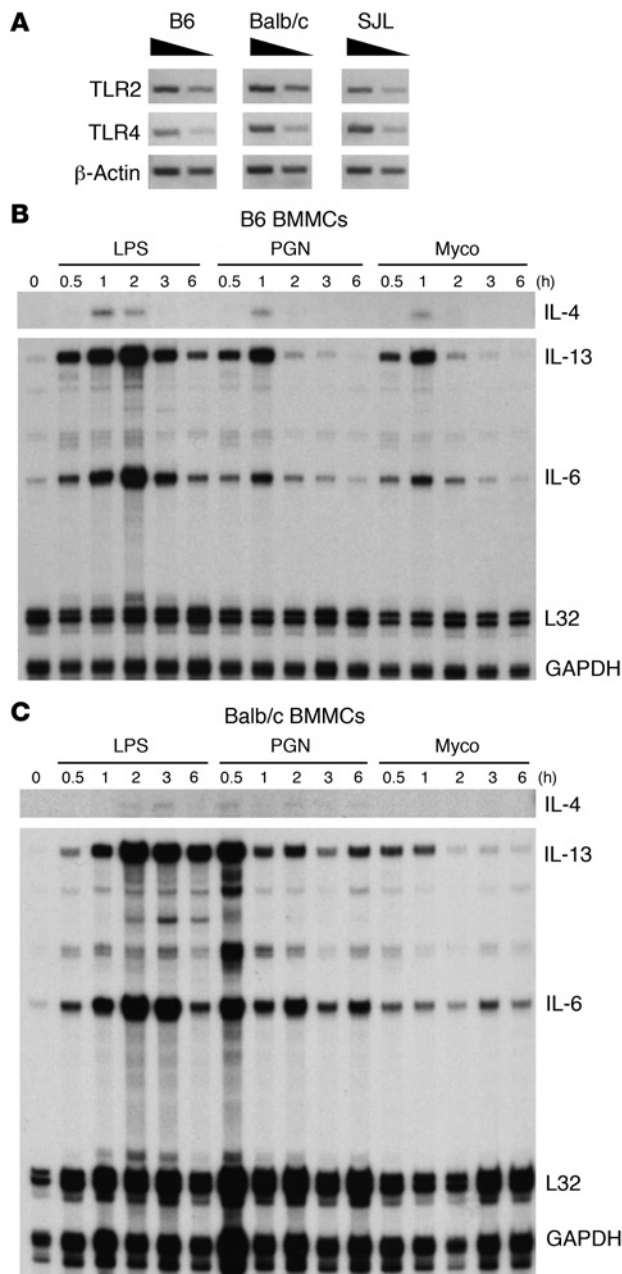 A
B6 Balb/c SJL
TLR2
TLR4
β-Actin
B
B6 BMMCs
LPS PGN Myco
0 0.5 1 2 3 6 0.5 1 2 3 6 0.5 1 2 3 6 (h)
IL-4
IL-13
IL-6
L32
GAPDH
C
Balb/c BMMCs
LPS PGN Myco
0 0.5 1 2 3 6 0.5 1 2 3 6 0.5 1 2 3 6 (h)
IL-4
IL-13
IL-6
L32
GAPDH